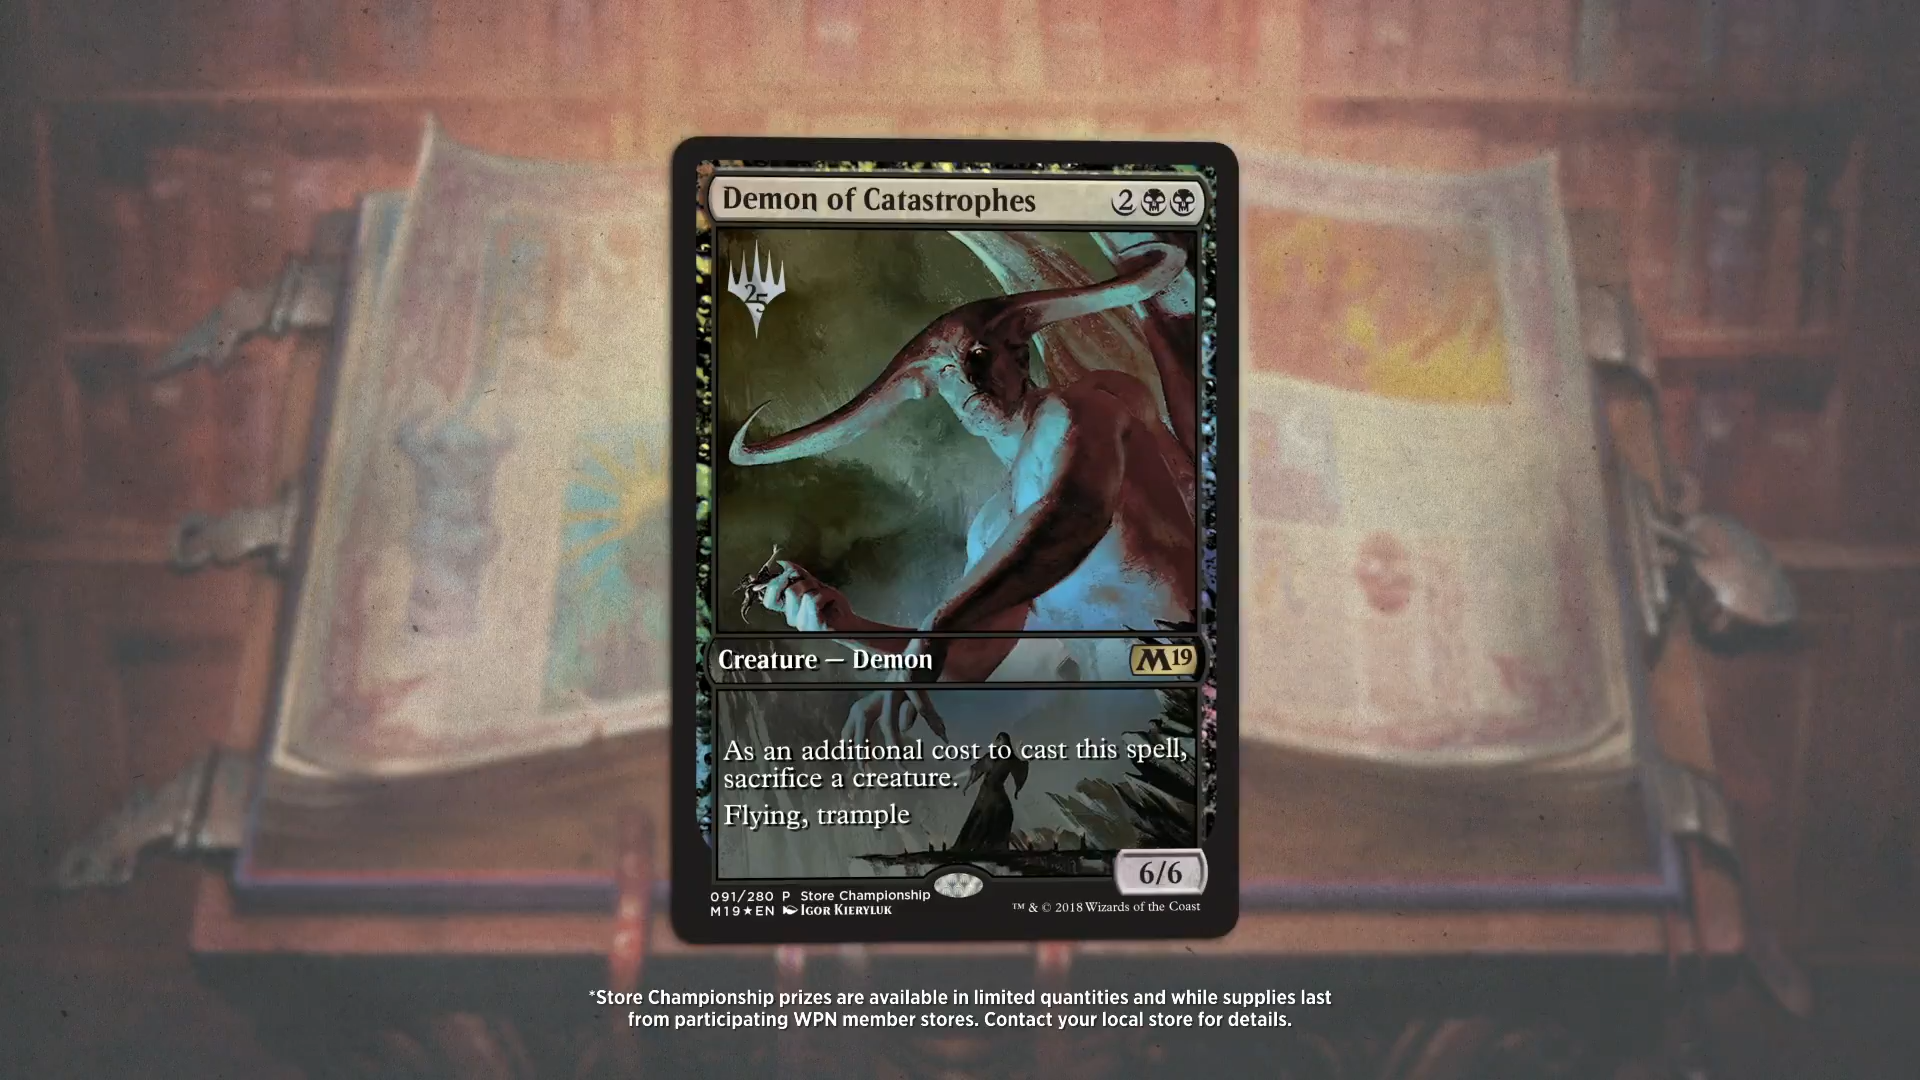 Demon of Catastrophes 2
25
Creature — Demon M19
As an additional cost to cast this spell,
sacrifice a creature.
Flying, trample
6/6
091/280 P Store Championship
M19★EN Igor Kieryluk
™ & © 2018 Wizards of the Coast
*Store Championship prizes are available in limited quantities and while supplies last
from participating WPN member stores. Contact your local store for details.